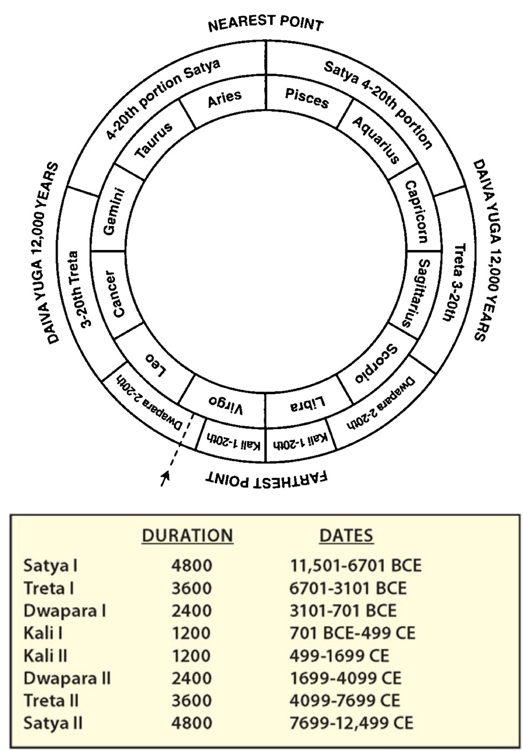 NEAREST POINT
4-20th portion Satya
Satya 4-20th portion
Aries
Pisces
Taurus
Aquarius
Gemini
Capricorn
DAIVA YUGA 12,000 YEARS
DAIVA YUGA 12,000 YEARS
3-20th Treta
Treta 3-20th
Cancer
Sagittarius
Leo
Scorpio
Virgo
Libra
Dwapara 2-20th
Kali 1-20th
Kali 1-20th
Dwapara 2-20th
FARTHEST POINT
DURATION DATES
Satya I 4800 11,501-6701 BCE
Treta I 3600 6701-3101 BCE
Dwapara I 2400 3101-701 BCE
Kali I 1200 701 BCE-499 CE
Kali II 1200 499-1699 CE
Dwapara II 2400 1699-4099 CE
Treta II 3600 4099-7699 CE
Satya II 4800 7699-12,499 CE